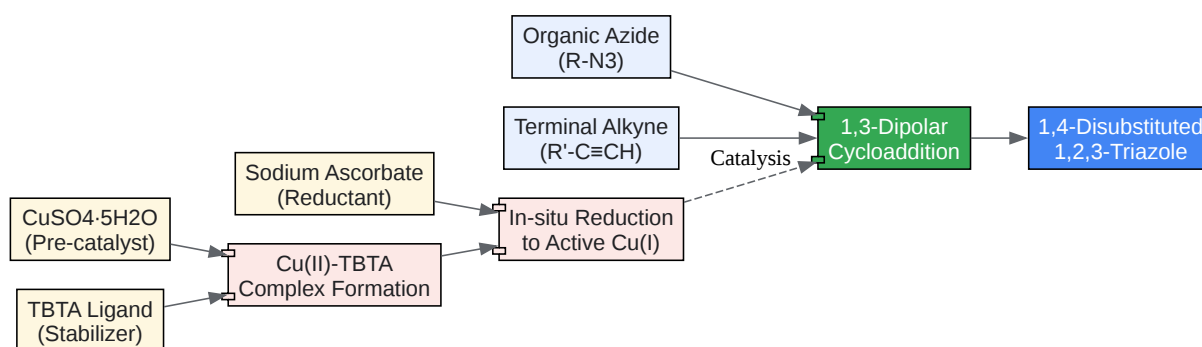 Organic Azide
(R-N3)
Terminal Alkyne
(R'-C≡CH)
1,3-Dipolar
Cycloaddition
1,4-Disubstituted
1,2,3-Triazole
Catalysis
Sodium Ascorbate
(Reductant)
In-situ Reduction
to Active Cu(I)
CuSO4·5H2O
(Pre-catalyst)
Cu(II)-TBTA
Complex Formation
TBTA Ligand
(Stabilizer)